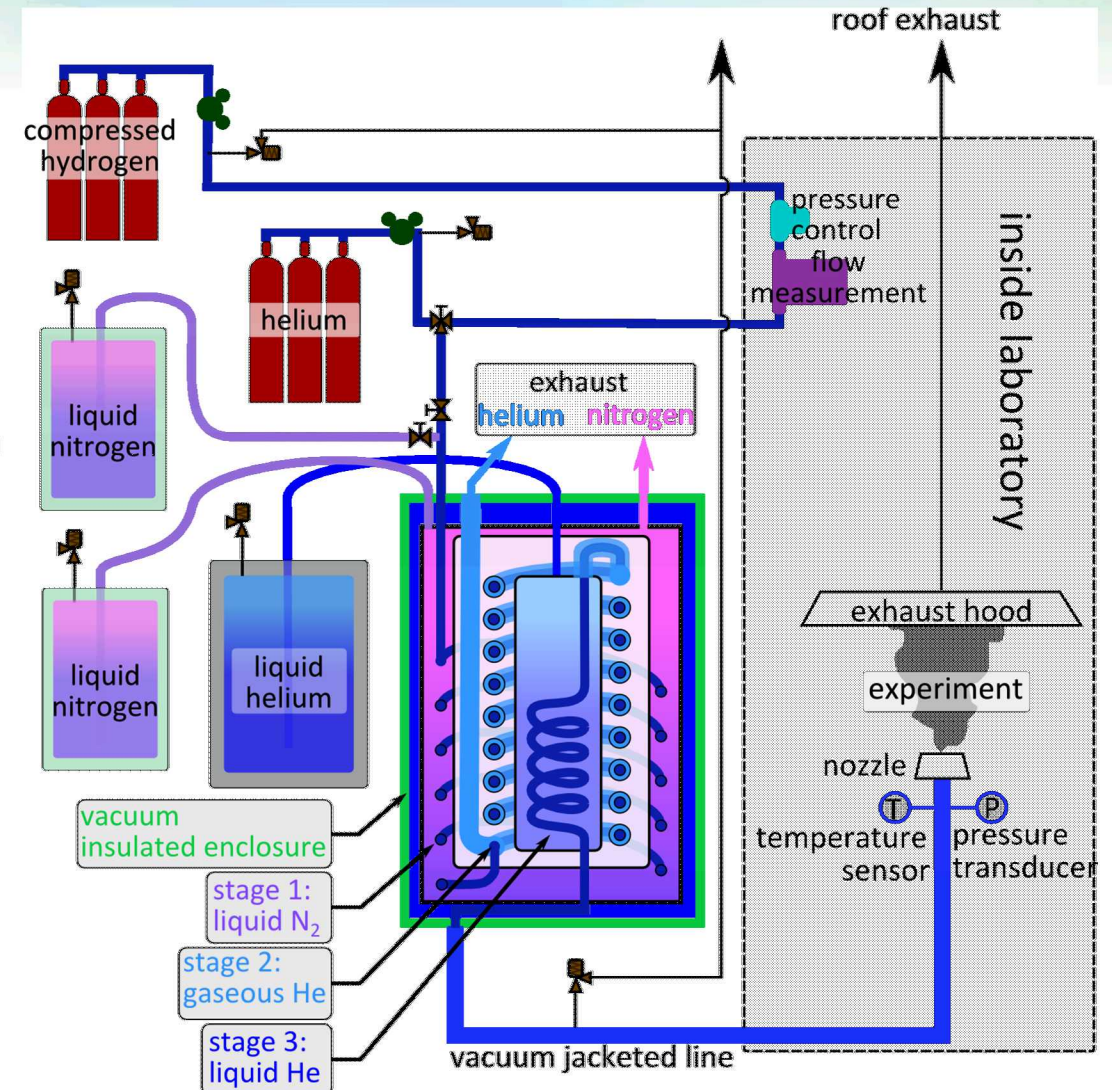 roof exhaust
compressed
hydrogen
pressure
control
flow
measurement
inside laboratory
helium
liquid
nitrogen
exhaust
helium nitrogen
liquid
nitrogen
liquid
helium
exhaust hood
experiment
nozzle
T
P
temperature
sensor
pressure
transducer
vacuum
insulated enclosure
stage 1:
liquid N₂
stage 2:
gaseous He
stage 3:
liquid He
vacuum jacketed line